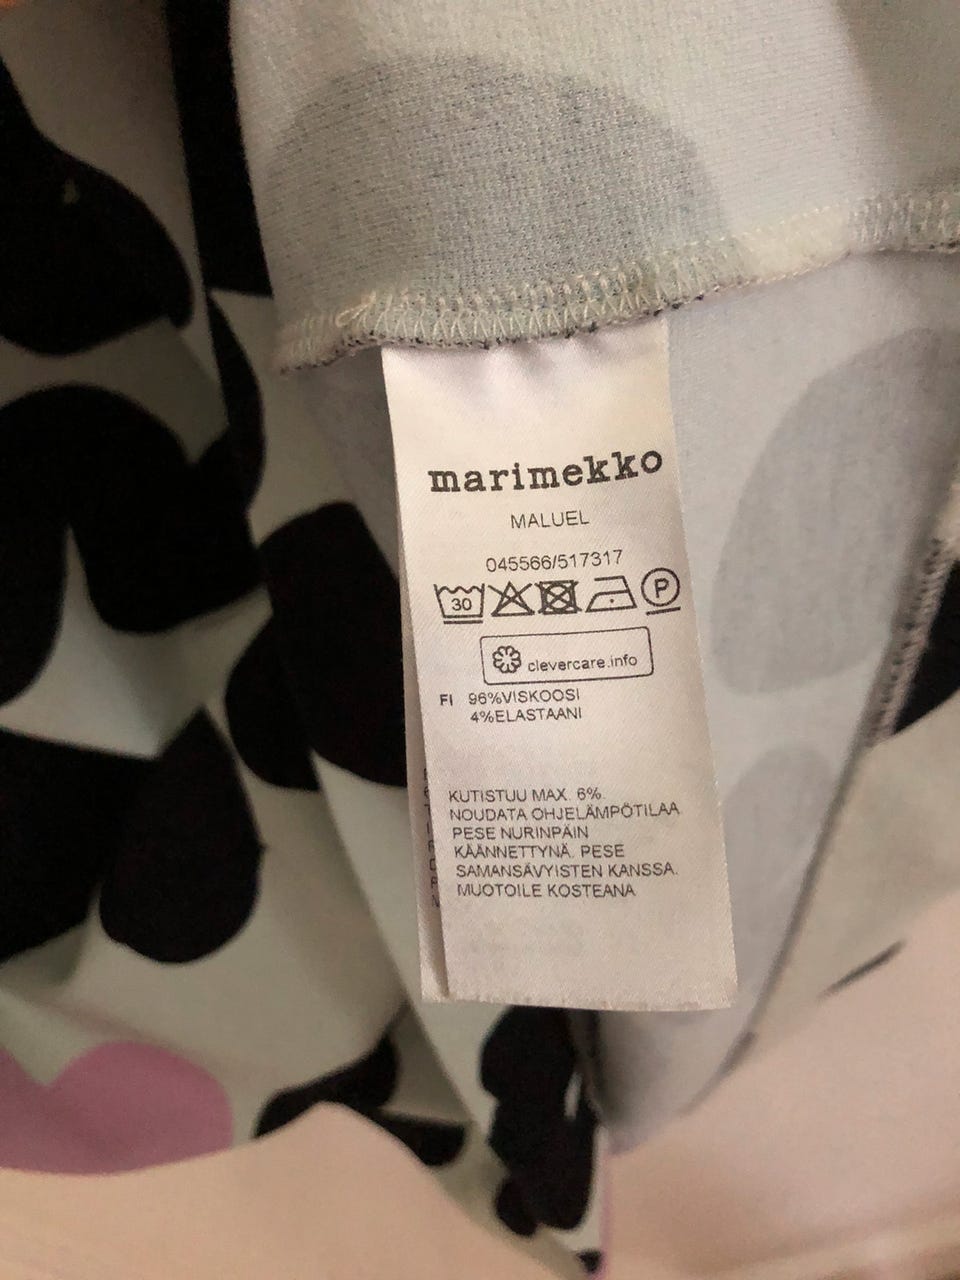 marimekko
MALUEL
045566/517317
30 P
clevercare.info
FI 96%VISKOOSI
4%ELASTAANI
KUTISTUU MAX. 6%.
NOUDATA OHJELÄMPÖTILAA
PESE NURINPÄIN
KÄÄNNETTYNÄ. PESE
SAMANSÄVYISTEN KANSSA.
MUOTOILE KOSTEANA